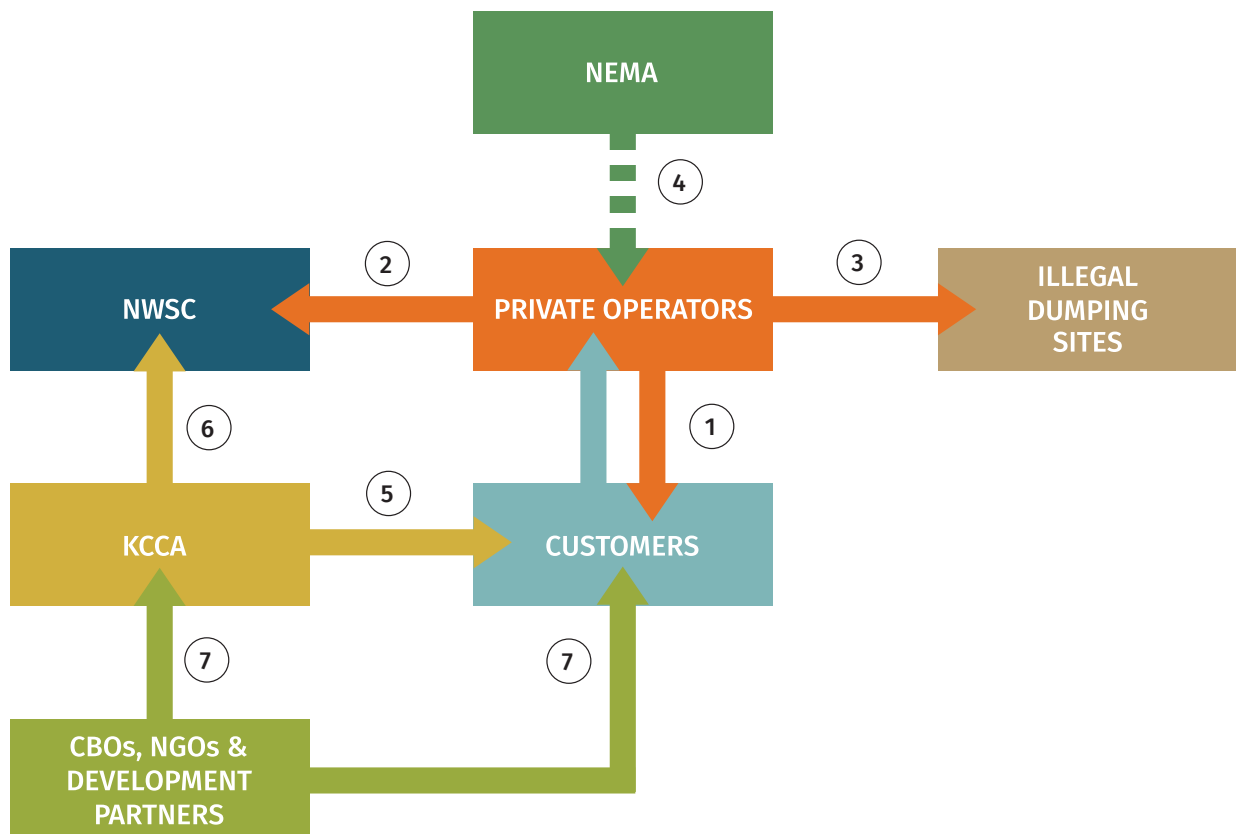 NEMA
4
NWSC
2
PRIVATE OPERATORS
3
ILLEGAL
DUMPING
SITES
6
1
KCCA
5
CUSTOMERS
7
7
CBOs, NGOs &
DEVELOPMENT
PARTNERS